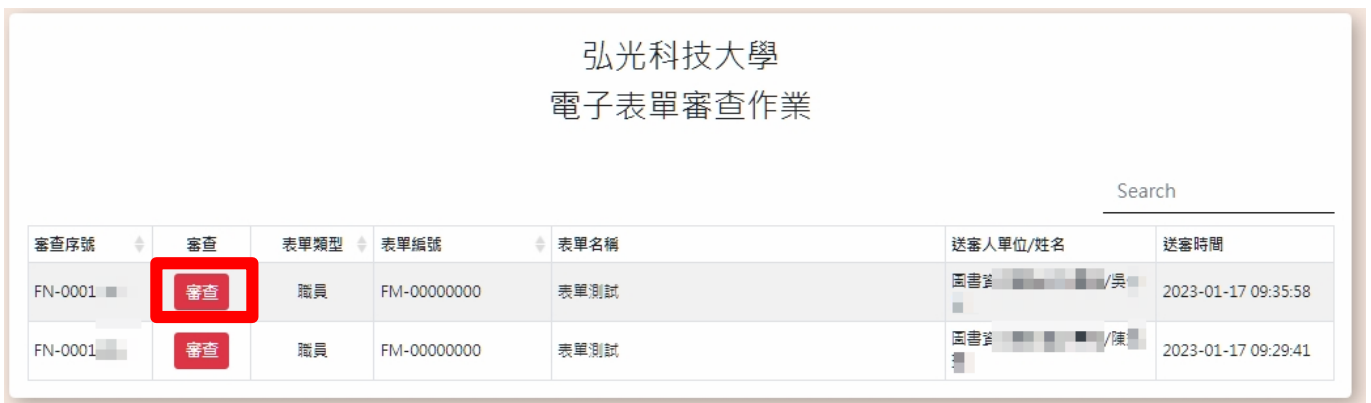 弘光科技大學
電子表單審查作業
Search
審查序號 審查 表單類型 表單編號 表單名稱 送審人單位/姓名 送審時間
FN-0001 審查 職員 FM-00000000 表單測試 圖書資 /吳 2023-01-17 09:35:58
FN-0001 審查 職員 FM-00000000 表單測試 圖書資 /陳 2023-01-17 09:29:41